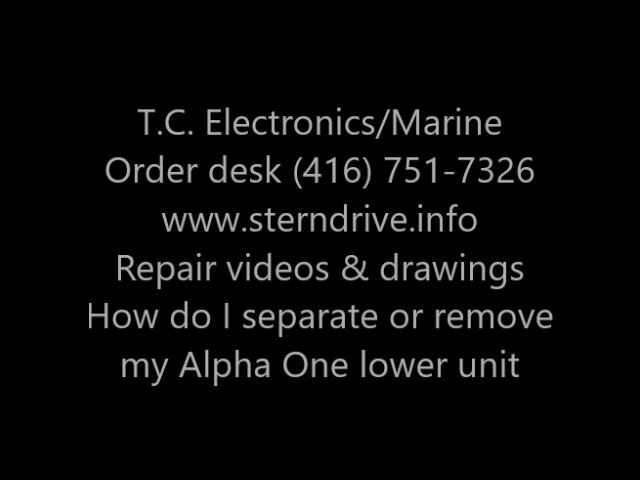 T.C. Electronics/Marine
Order desk (416) 751-7326
www.sterndrive.info
Repair videos & drawings
How do I separate or remove
my Alpha One lower unit